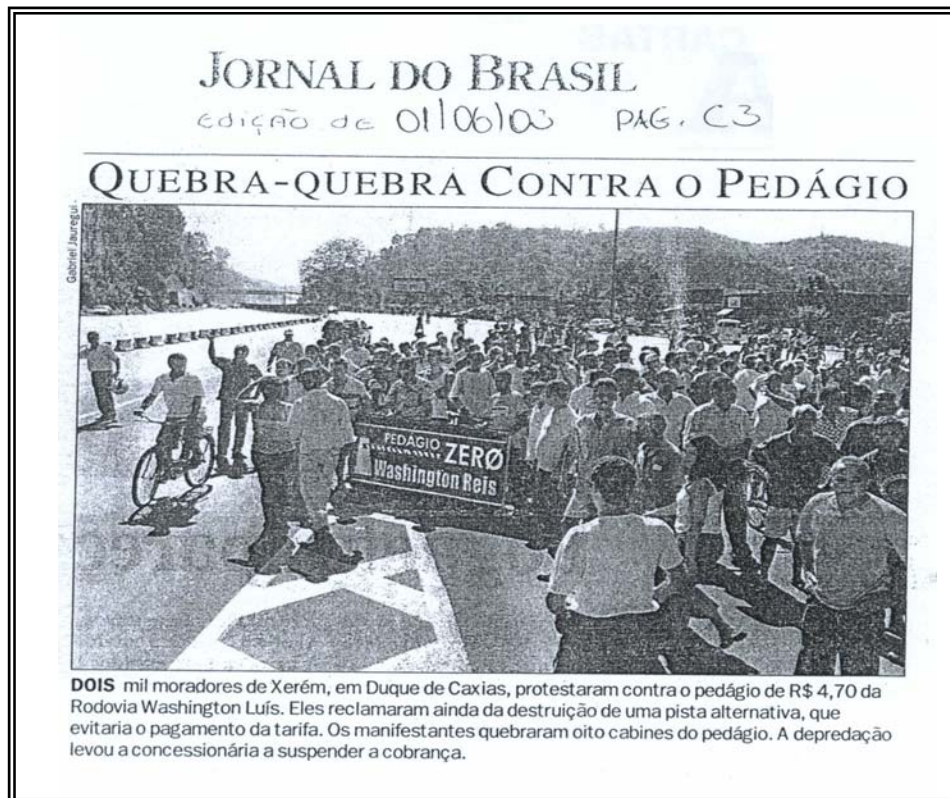 JORNAL DO BRASIL
edição de 01/06/03 PAG. C3
QUEBRA-QUEBRA CONTRA O PEDÁGIO
Gabriel Jauregui
PEDÁGIO
ZERØ
Washington Reis
DOIS mil moradores de Xerém, em Duque de Caxias, protestaram contra o pedágio de R$ 4,70 da
Rodovia Washington Luís. Eles reclamaram ainda da destruição de uma pista alternativa, que
evitaria o pagamento da tarifa. Os manifestantes quebraram oito cabines do pedágio. A depredação
levou a concessionária a suspender a cobrança.